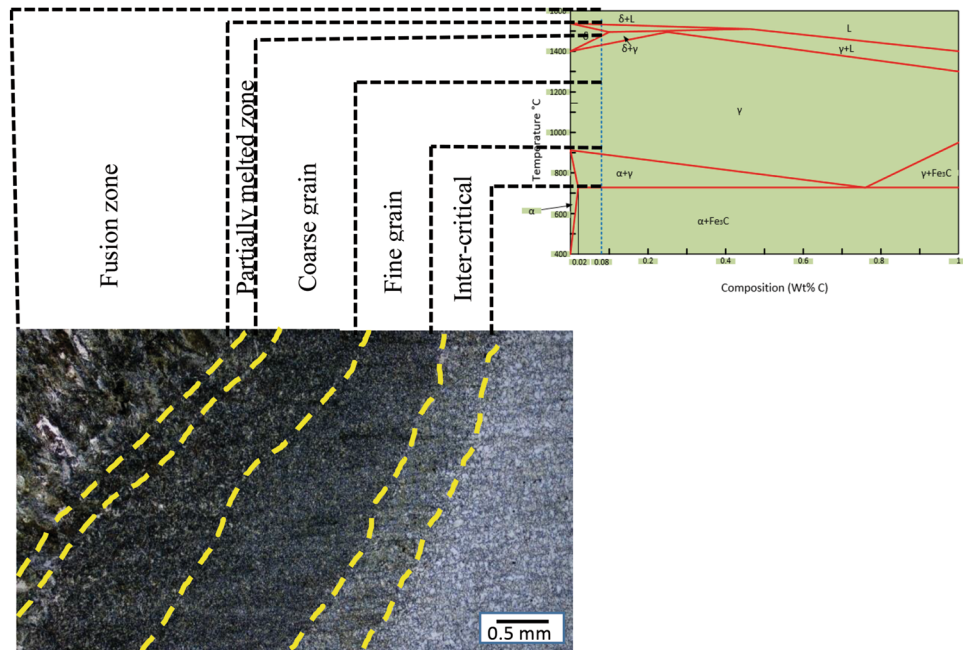 Fusion zone
Partially melted zone
Coarse grain
Fine grain
Inter-critical
0.5 mm
Temperature °C
1600
1400
1200
1000
800
600
400
δ+L
L
δ
δ+γ
γ+L
γ
α+γ
γ+Fe₃C
α
α+Fe₃C
0.02
0.08
0.2
0.4
0.6
0.8
1
Composition (Wt% C)